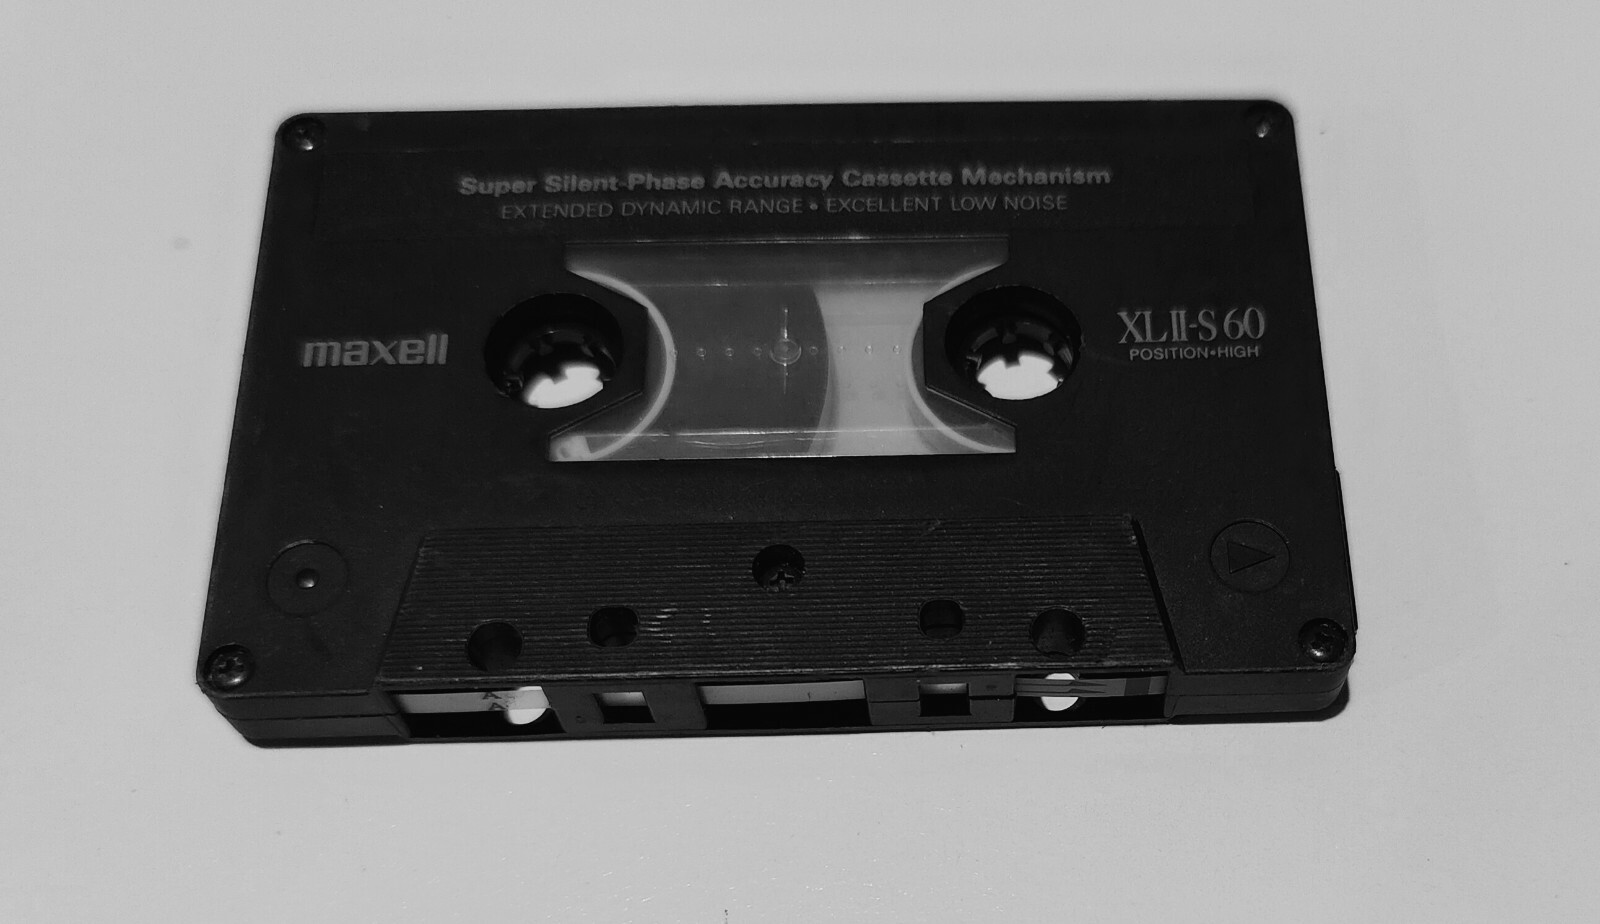 Super Silent-Phase Accuracy Cassette Mechanism
EXTENDED DYNAMIC RANGE • EXCELLENT LOW NOISE
maxell
XLII-S 60
POSITION•HIGH
A
A